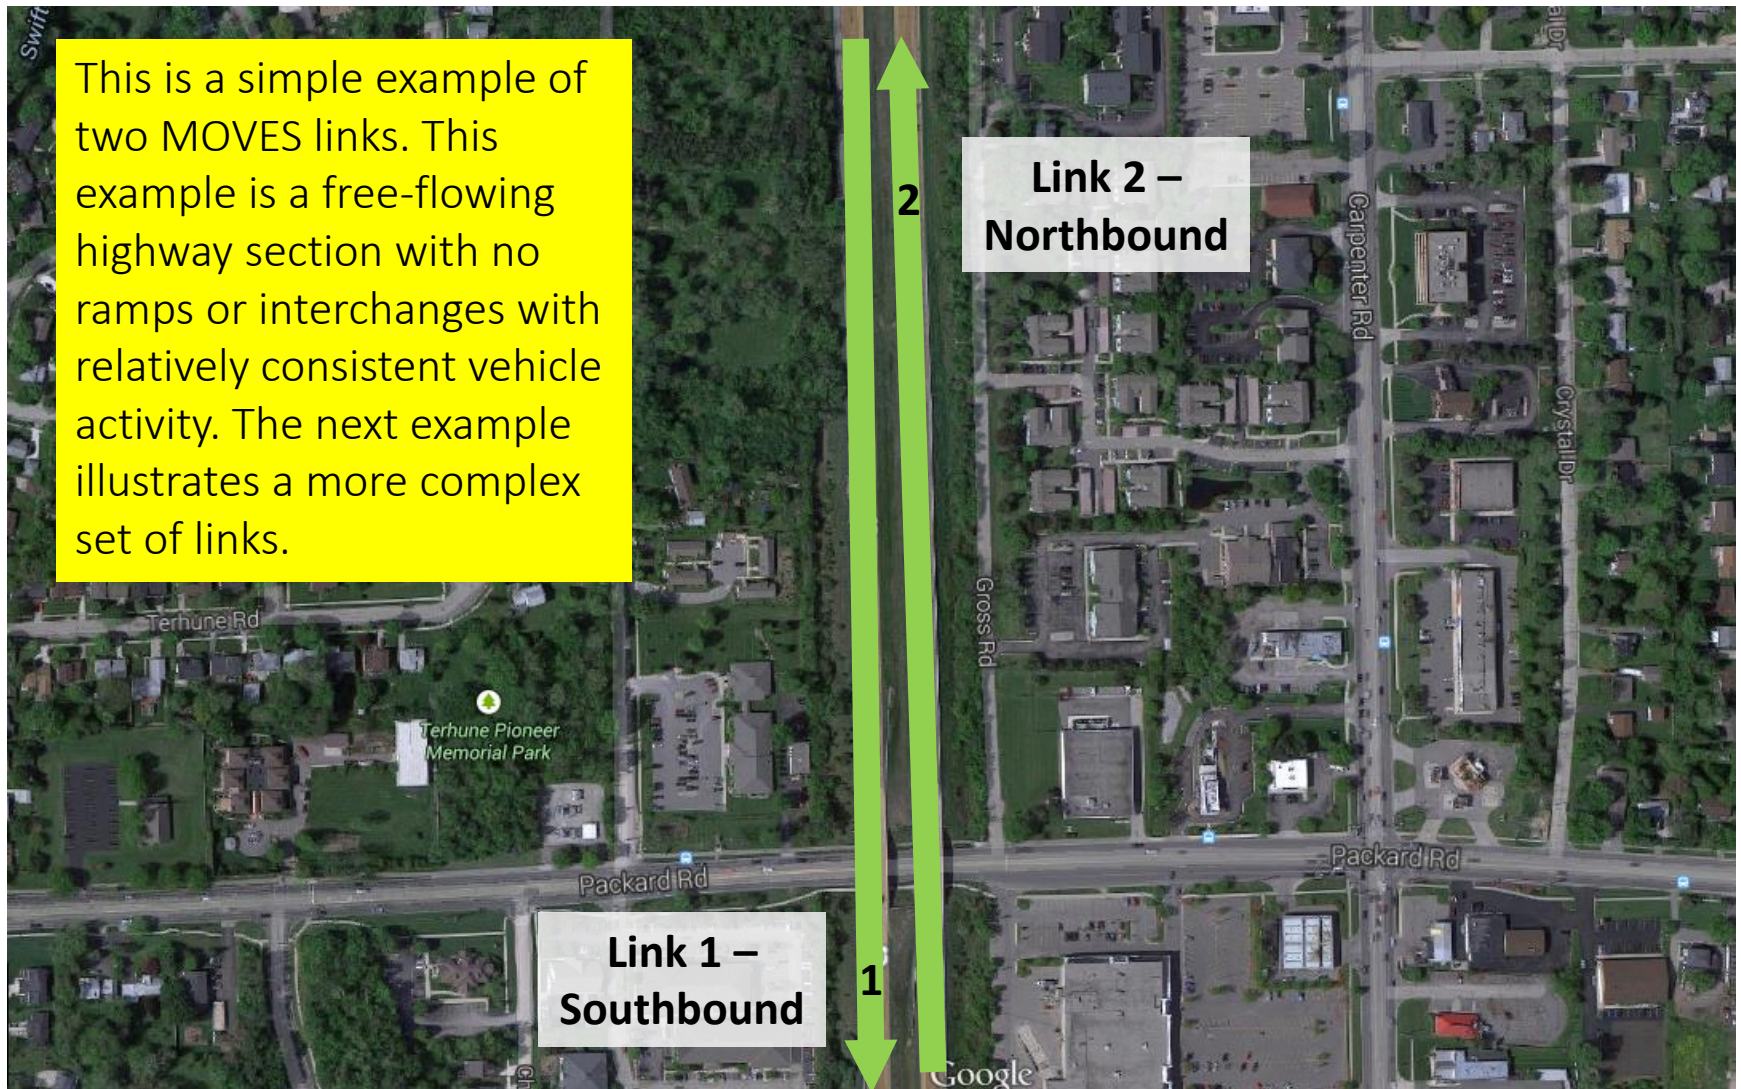 Swift
This is a simple example of
two MOVES links. This
example is a free-flowing
highway section with no
ramps or interchanges with
relatively consistent vehicle
activity. The next example
illustrates a more complex
set of links.
2
Link 2 –
Northbound
Carpenter Rd
Crystal Dr
Gross Rd
Terhune Rd
Terhune Pioneer
Memorial Park
Packard Rd
Packard Rd
Link 1 –
Southbound
1
Google